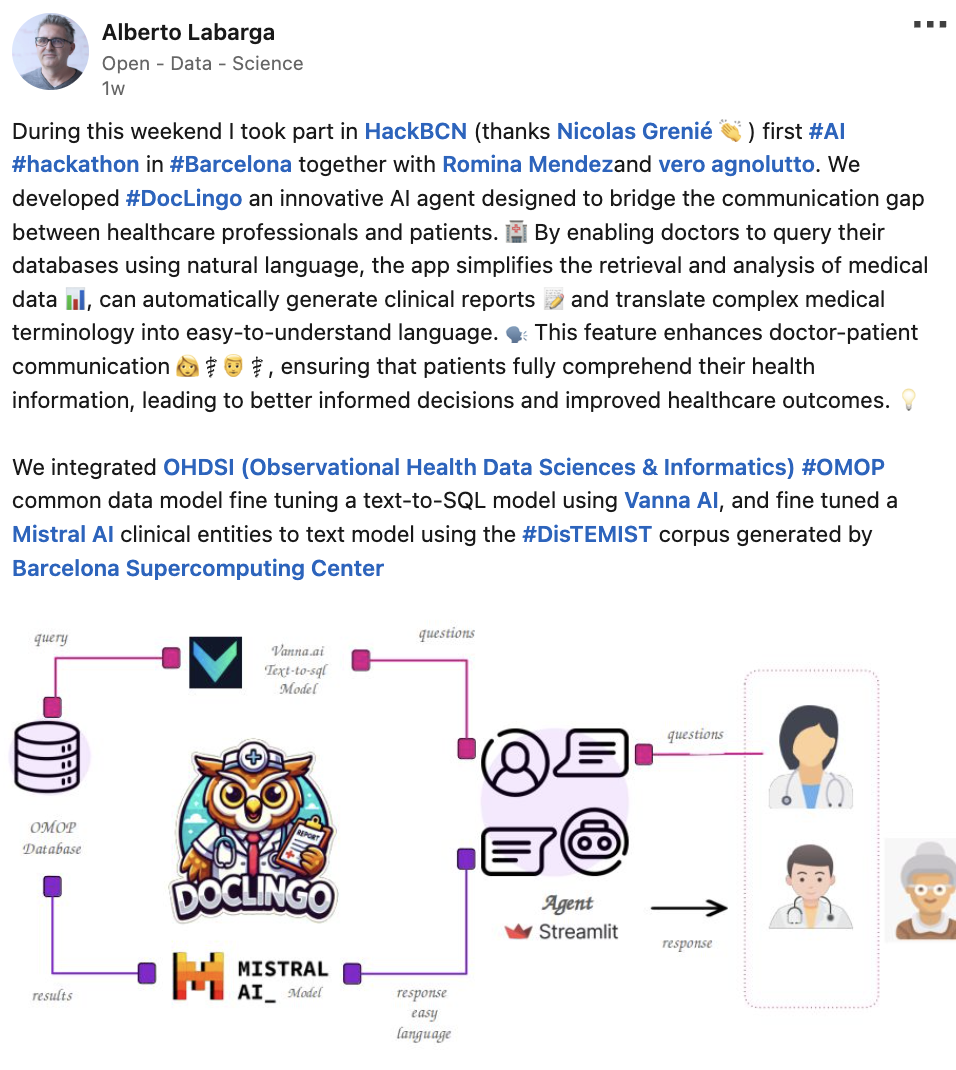 Alberto Labarga
Open - Data - Science
1w
During this weekend I took part in HackBCN (thanks Nicolas Grenié 👏 ) first #AI
#hackathon in #Barcelona together with Romina Mendezand vero agnolutto. We
developed #DocLingo an innovative AI agent designed to bridge the communication gap
between healthcare professionals and patients. 🏥 By enabling doctors to query their
databases using natural language, the app simplifies the retrieval and analysis of medical
data 📊, can automatically generate clinical reports 📝 and translate complex medical
terminology into easy-to-understand language. 🗣️ This feature enhances doctor-patient
communication 👩⚕👨⚕, ensuring that patients fully comprehend their health
information, leading to better informed decisions and improved healthcare outcomes. 💡
We integrated OHDSI (Observational Health Data Sciences & Informatics) #OMOP
common data model fine tuning a text-to-SQL model using Vanna AI, and fine tuned a
Mistral AI clinical entities to text model using the #DisTEMIST corpus generated by
Barcelona Supercomputing Center
query
Vanna.ai
Text-to-sql
Model
questions
questions
OMOP
Database
REPORT
DOCLINGO
Agent
Streamlit
response
results
MISTRAL
AI_ Model
response
easy
language